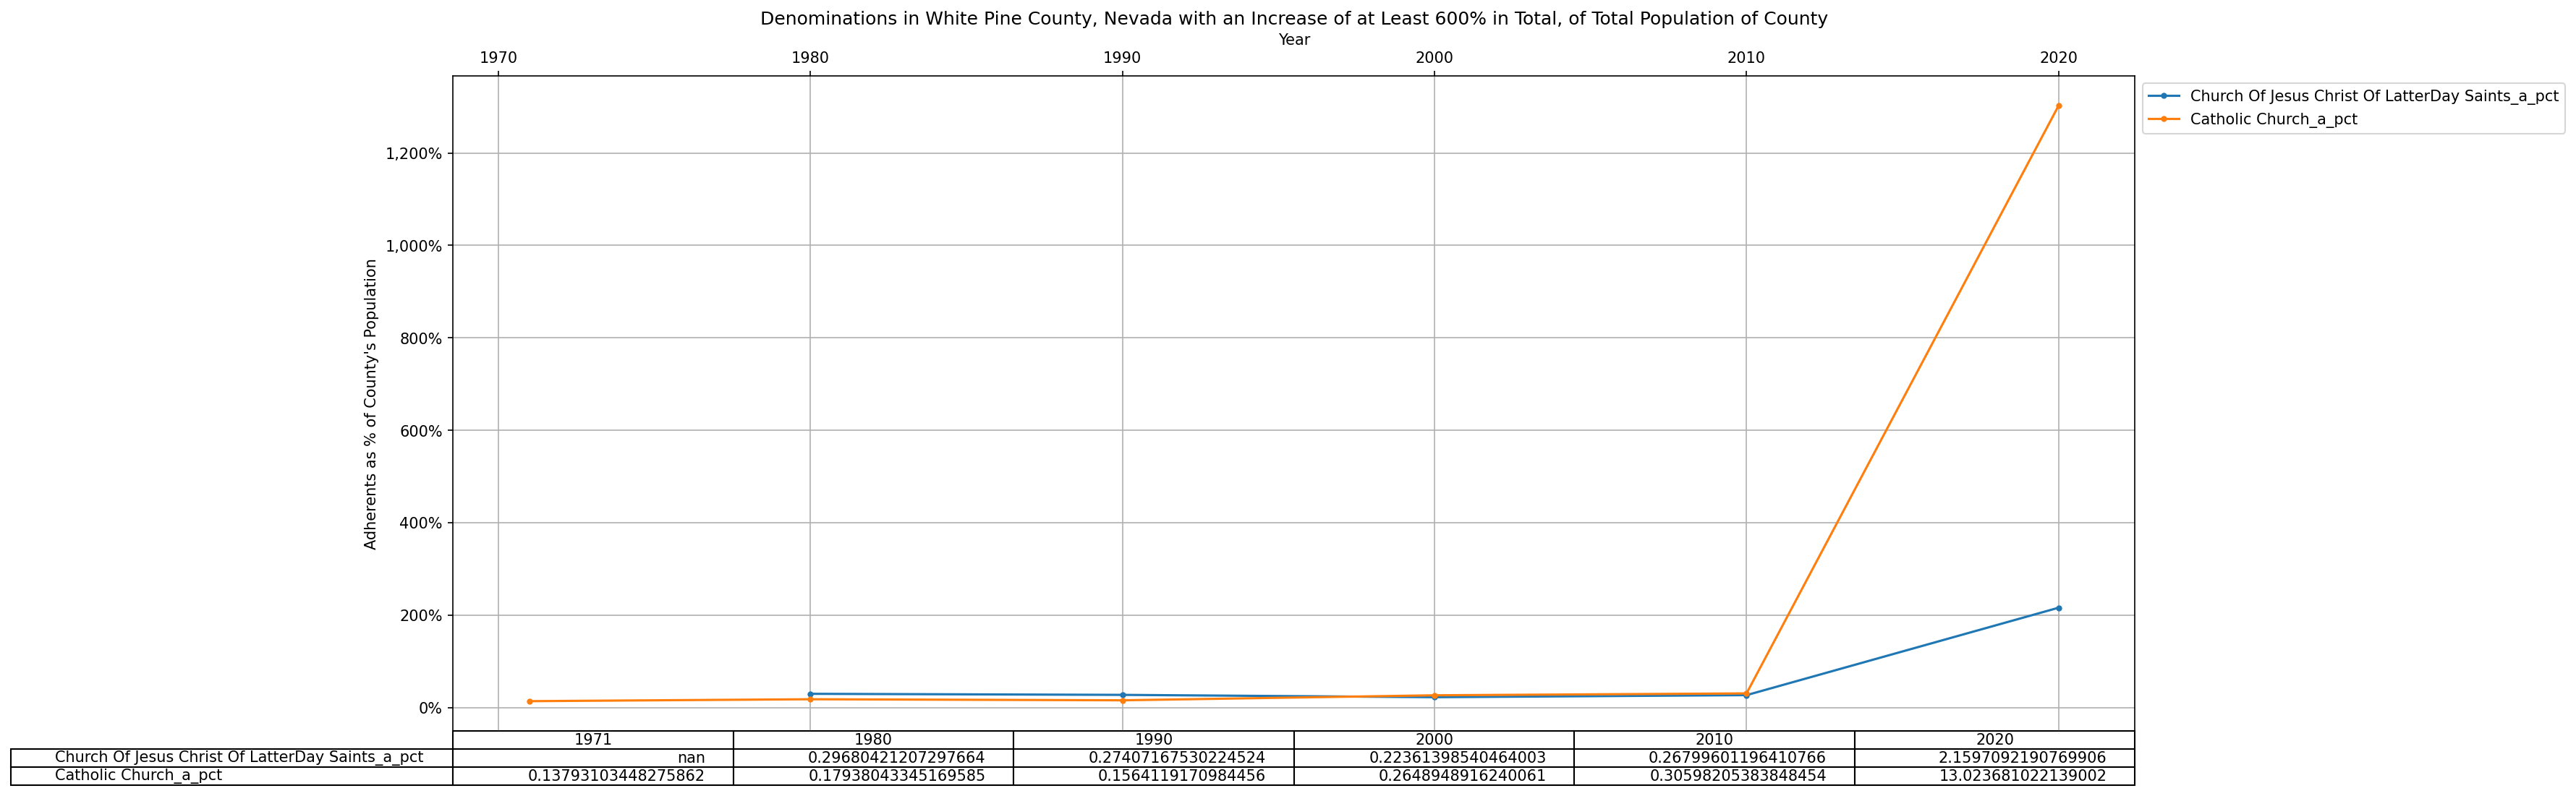 Denominations in White Pine County, Nevada with an Increase of at Least 600% in Total, of Total Population of County
Year
1970 1980 1990 2000 2010 2020
Church Of Jesus Christ Of LatterDay Saints_a_pct
Catholic Church_a_pct
1,200%
1,000%
800%
600%
400%
200%
0%
Adherents as % of County's Population
1971 1980 1990 2000 2010 2020
Church Of Jesus Christ Of LatterDay Saints_a_pct nan 0.29680421207297664 0.27407167530224524 0.22361398540464003 0.26799601196410766 2.1597092190769906
Catholic Church_a_pct 0.13793103448275862 0.17938043345169585 0.1564119170984456 0.2648948916240061 0.30598205383848454 13.023681022139002